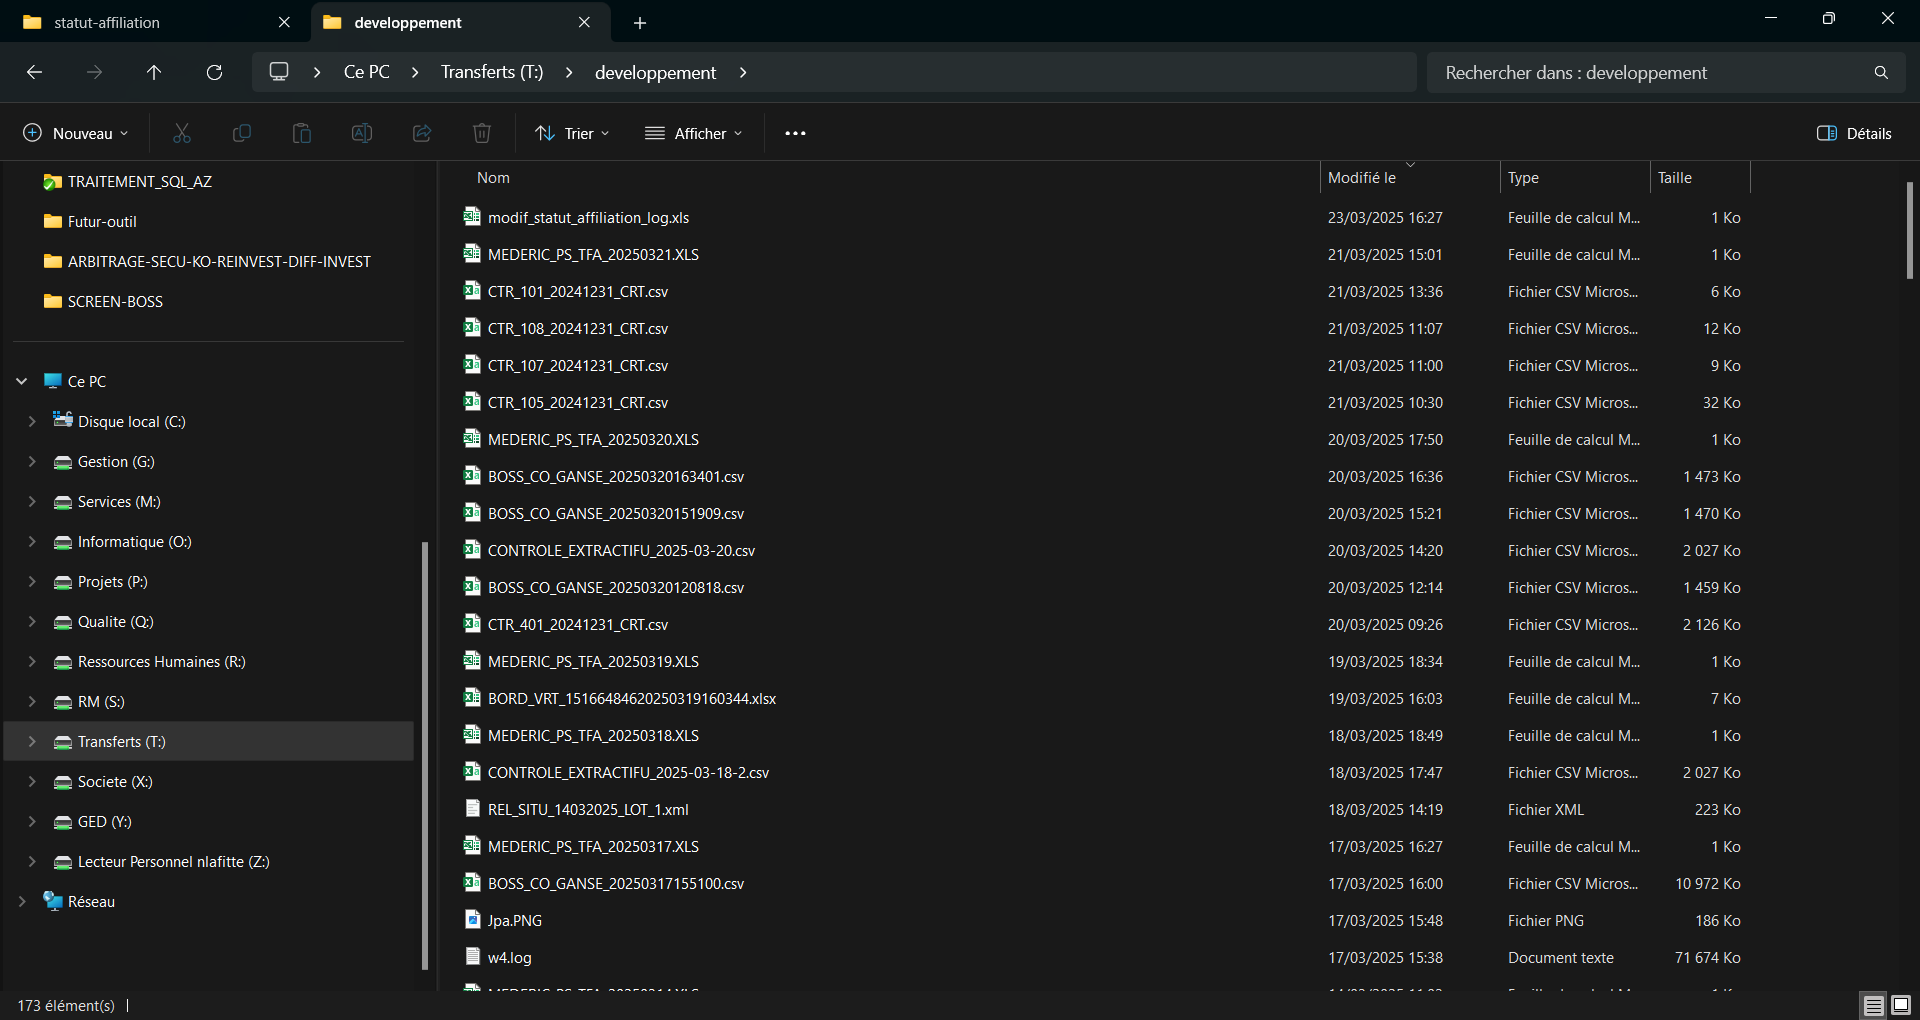 statut-affiliation
developpement
Ce PC
Transferts (T:)
developpement
Rechercher dans : developpement
Nouveau
Trier
Afficher
Détails
TRAITEMENT_SQL_AZ
Futur-outil
ARBITRAGE-SECU-KO-REINVEST-DIFF-INVEST
SCREEN-BOSS
Ce PC
Disque local (C:)
Gestion (G:)
Services (M:)
Informatique (O:)
Projets (P:)
Qualite (Q:)
Ressources Humaines (R:)
RM (S:)
Transferts (T:)
Societe (X:)
GED (Y:)
Lecteur Personnel nlafitte (Z:)
Réseau
Nom Modifié le Type Taille
modif_statut_affiliation_log.xls 23/03/2025 16:27 Feuille de calcul M... 1 Ko
MEDERIC_PS_TFA_20250321.XLS 21/03/2025 15:01 Feuille de calcul M... 1 Ko
CTR_101_20241231_CRT.csv 21/03/2025 13:36 Fichier CSV Micros... 6 Ko
CTR_108_20241231_CRT.csv 21/03/2025 11:07 Fichier CSV Micros... 12 Ko
CTR_107_20241231_CRT.csv 21/03/2025 11:00 Fichier CSV Micros... 9 Ko
CTR_105_20241231_CRT.csv 21/03/2025 10:30 Fichier CSV Micros... 32 Ko
MEDERIC_PS_TFA_20250320.XLS 20/03/2025 17:50 Feuille de calcul M... 1 Ko
BOSS_CO_GANSE_20250320163401.csv 20/03/2025 16:36 Fichier CSV Micros... 1 473 Ko
BOSS_CO_GANSE_20250320151909.csv 20/03/2025 15:21 Fichier CSV Micros... 1 470 Ko
CONTROLE_EXTRACTIFU_2025-03-20.csv 20/03/2025 14:20 Fichier CSV Micros... 2 027 Ko
BOSS_CO_GANSE_20250320120818.csv 20/03/2025 12:14 Fichier CSV Micros... 1 459 Ko
CTR_401_20241231_CRT.csv 20/03/2025 09:26 Fichier CSV Micros... 2 126 Ko
MEDERIC_PS_TFA_20250319.XLS 19/03/2025 18:34 Feuille de calcul M... 1 Ko
BORD_VRT_15166484620250319160344.xlsx 19/03/2025 16:03 Feuille de calcul M... 7 Ko
MEDERIC_PS_TFA_20250318.XLS 18/03/2025 18:49 Feuille de calcul M... 1 Ko
CONTROLE_EXTRACTIFU_2025-03-18-2.csv 18/03/2025 17:47 Fichier CSV Micros... 2 027 Ko
REL_SITU_14032025_LOT_1.xml 18/03/2025 14:19 Fichier XML 223 Ko
MEDERIC_PS_TFA_20250317.XLS 17/03/2025 16:27 Feuille de calcul M... 1 Ko
BOSS_CO_GANSE_20250317155100.csv 17/03/2025 16:00 Fichier CSV Micros... 10 972 Ko
Jpa.PNG 17/03/2025 15:48 Fichier PNG 186 Ko
w4.log 17/03/2025 15:38 Document texte 71 674 Ko
173 élément(s)